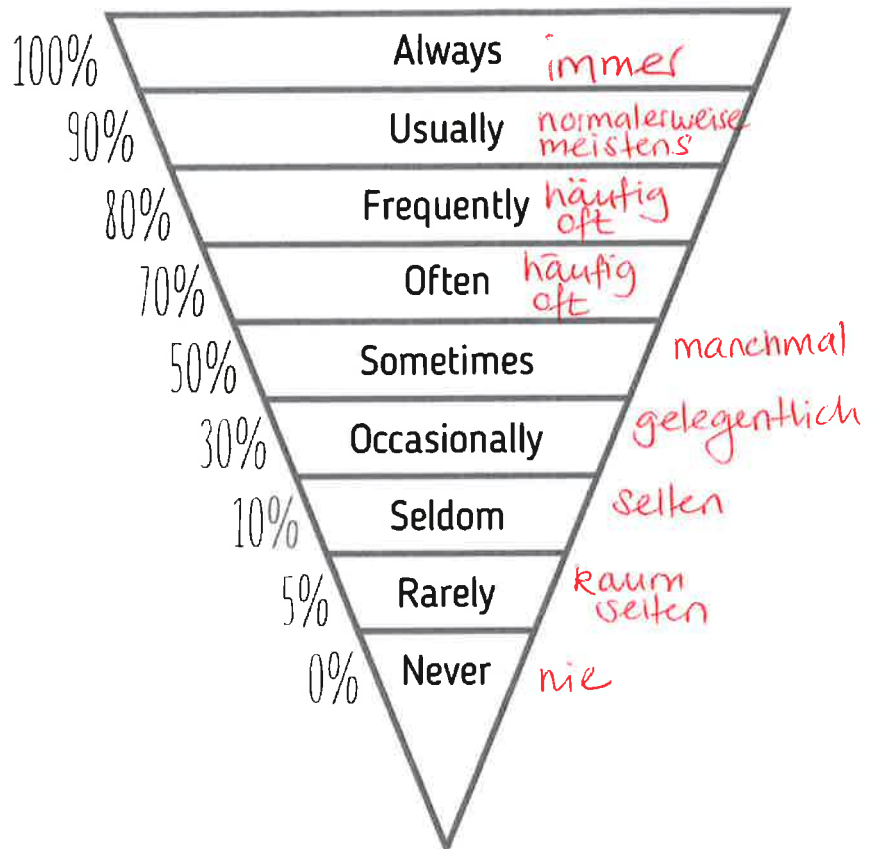 100% Always immer
90% Usually normalerweise
meistens
80% Frequently häufig
oft
70% Often häufig
oft
50% Sometimes manchmal
30% Occasionally gelegentlich
10% Seldom selten
5% Rarely kaum
selten
0% Never nie